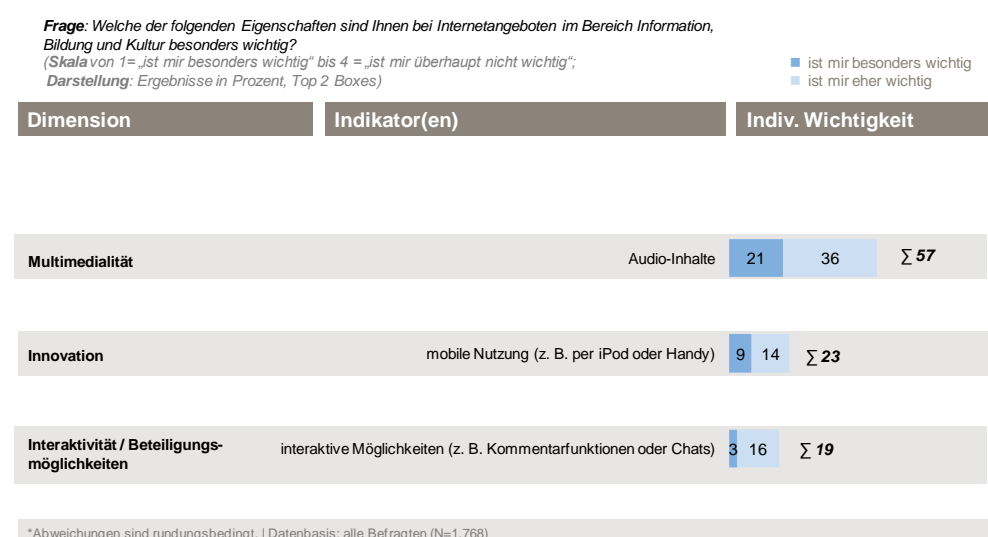 Frage: Welche der folgenden Eigenschaften sind Ihnen bei Internetangeboten im Bereich Information,
Bildung und Kultur besonders wichtig?
(Skala von 1= „ist mir besonders wichtig“ bis 4 = „ist mir überhaupt nicht wichtig“;
Darstellung: Ergebnisse in Prozent, Top 2 Boxes)
ist mir besonders wichtig
ist mir eher wichtig
Dimension Indikator(en) Indiv. Wichtigkeit
Multimedialität Audio-Inhalte 21 36 ∑ 57
Innovation mobile Nutzung (z. B. per iPod oder Handy) 9 14 ∑ 23
Interaktivität / Beteiligungs-
möglichkeiten
interaktive Möglichkeiten (z. B. Kommentarfunktionen oder Chats) 3 16 ∑ 19
*Abweichungen sind rundungsbedingt. | Datenbasis: alle Befragten (N=1.768)